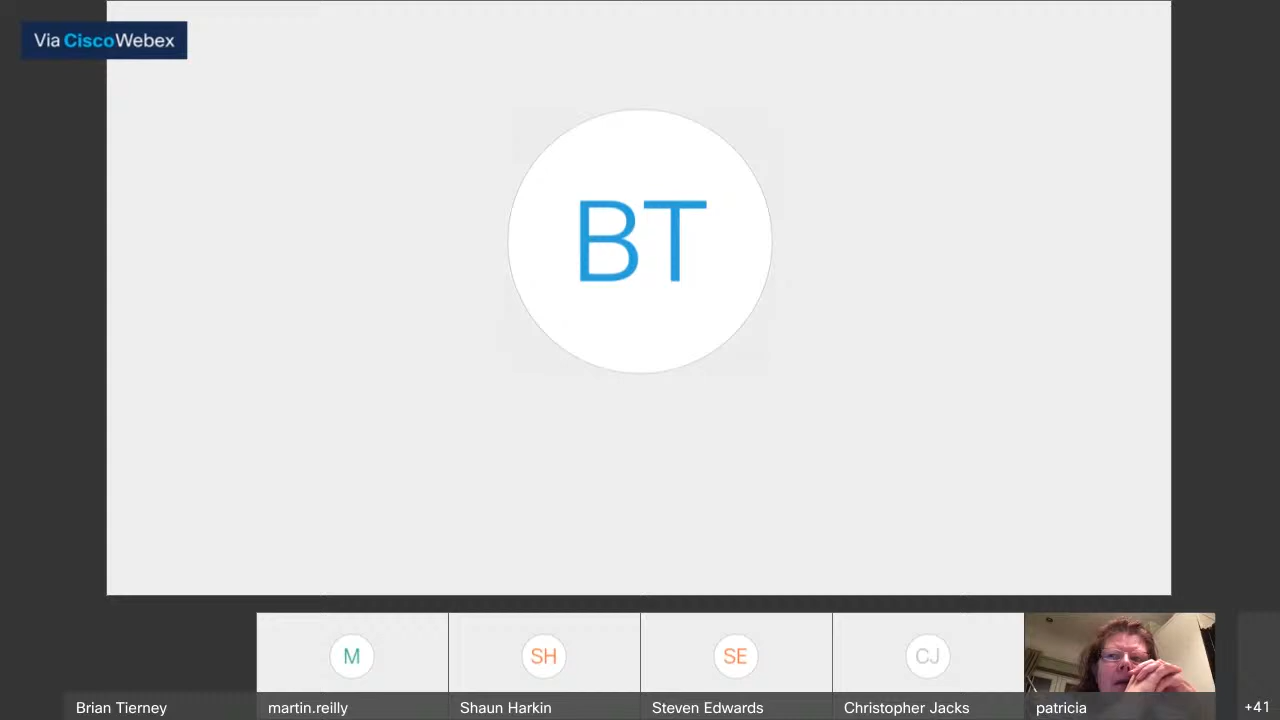 Via CiscoWebex
BT
M
SH
SE
CJ
Brian Tierney
martin.reilly
Shaun Harkin
Steven Edwards
Christopher Jacks
patricia
+41